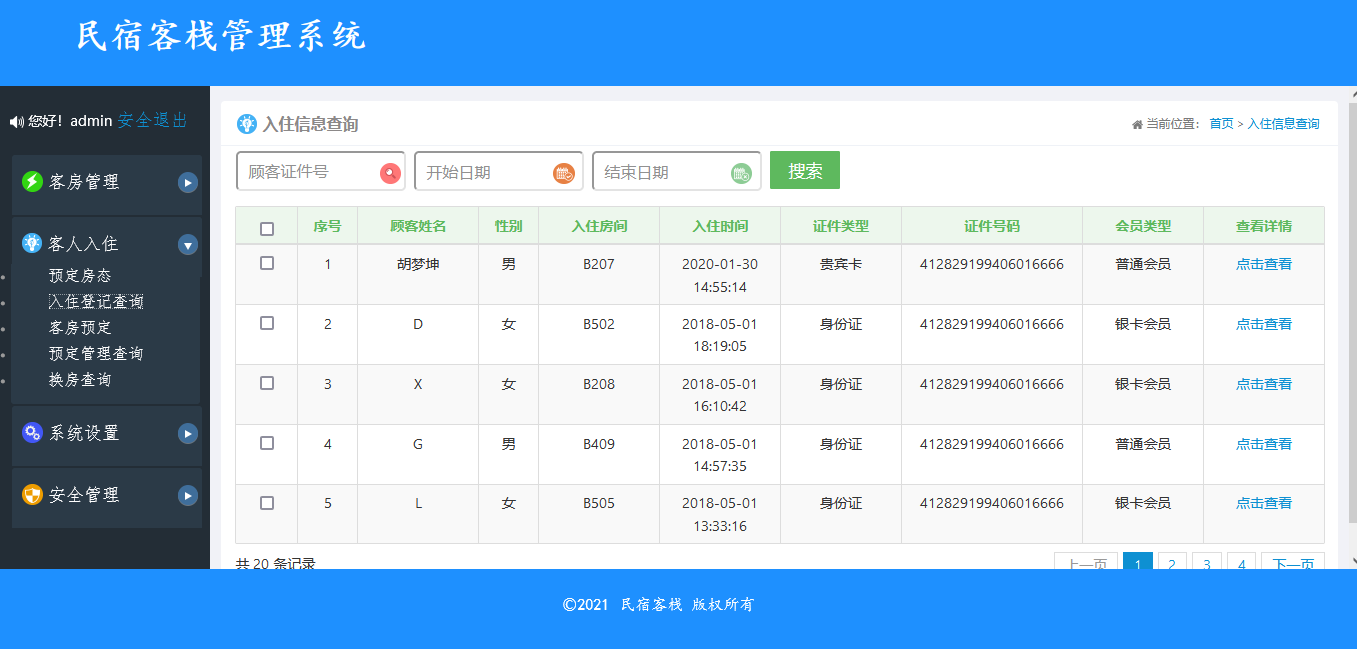 民宿客栈管理系统
您好！admin 安全退出
客房管理
客人入住
预定房态
入住登记查询
客房预定
预定管理查询
换房查询
系统设置
安全管理
入住信息查询
当前位置： 首页 > 入住信息查询
顾客证件号 开始日期 结束日期 搜索
序号 顾客姓名 性别 入住房间 入住时间 证件类型 证件号码 会员类型 查看详情
1 胡梦坤 男 B207 2020-01-30 14:55:14 贵宾卡 412829199406016666 普通会员 点击查看
2 D 女 B502 2018-05-01 18:19:05 身份证 412829199406016666 银卡会员 点击查看
3 X 女 B208 2018-05-01 16:10:42 身份证 412829199406016666 银卡会员 点击查看
4 G 男 B409 2018-05-01 14:57:35 身份证 412829199406016666 普通会员 点击查看
5 L 女 B505 2018-05-01 13:33:16 身份证 412829199406016666 银卡会员 点击查看
共 20 条记录 上一页 1 2 3 4 下一页
©2021 民宿客栈 版权所有